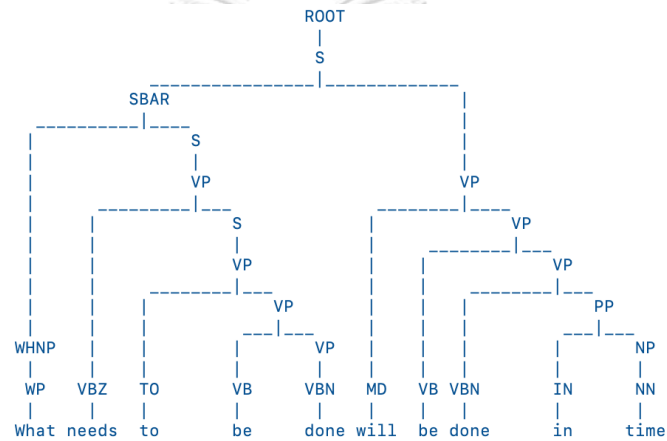 ROOT
S
SBAR
S
VP VP
S VP
VP VP
VP PP
WHNP VP NP
WP VBZ TO VB VBN MD VB VBN IN NN
What needs to be done will be done in time